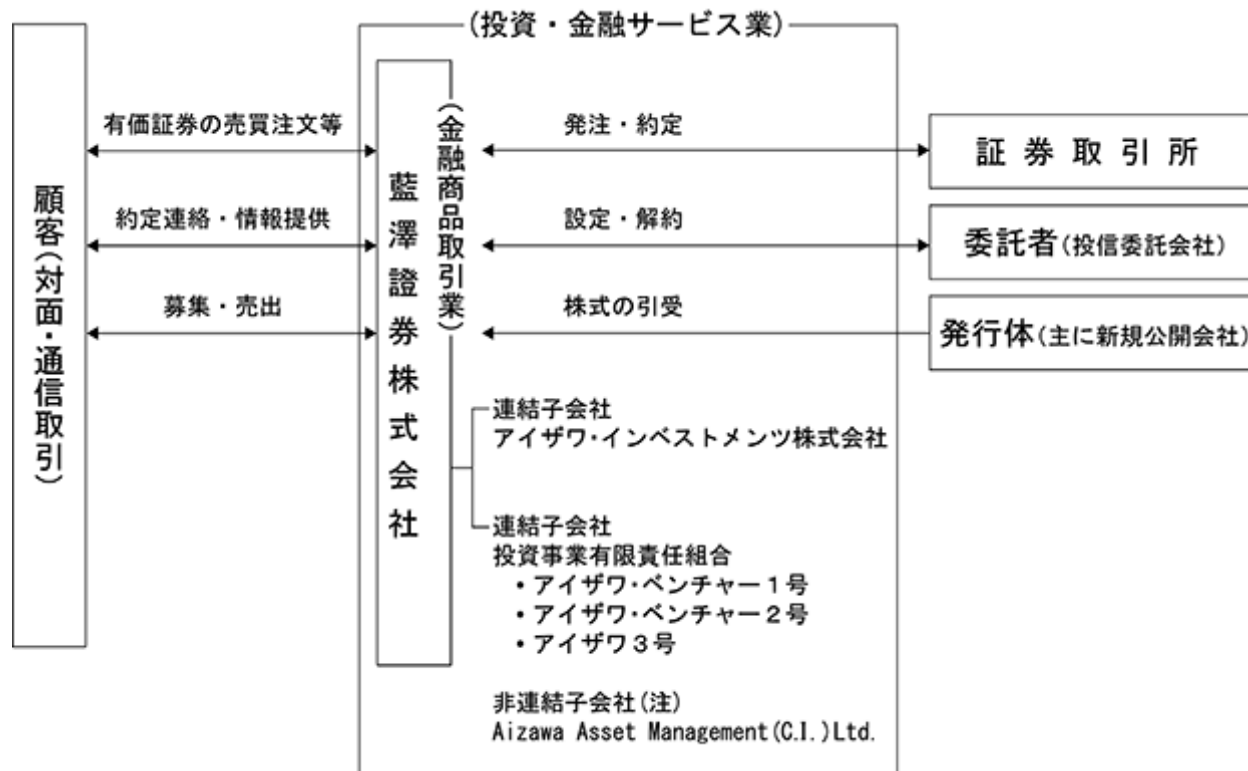 (投資・金融サービス業)
顧客(対面・通信取引)
有価証券の売買注文等
約定連絡・情報提供
募集・売出
藍澤證券株式会社
(金融商品取引業)
発注・約定
設定・解約
株式の引受
証券取引所
委託者(投信委託会社)
発行体(主に新規公開会社)
連結子会社
アイザワ・インベストメンツ株式会社
連結子会社
投資事業有限責任組合
・アイザワ・ベンチャー1号
・アイザワ・ベンチャー2号
・アイザワ3号
非連結子会社(注)
Aizawa Asset Management(C.I.)Ltd.